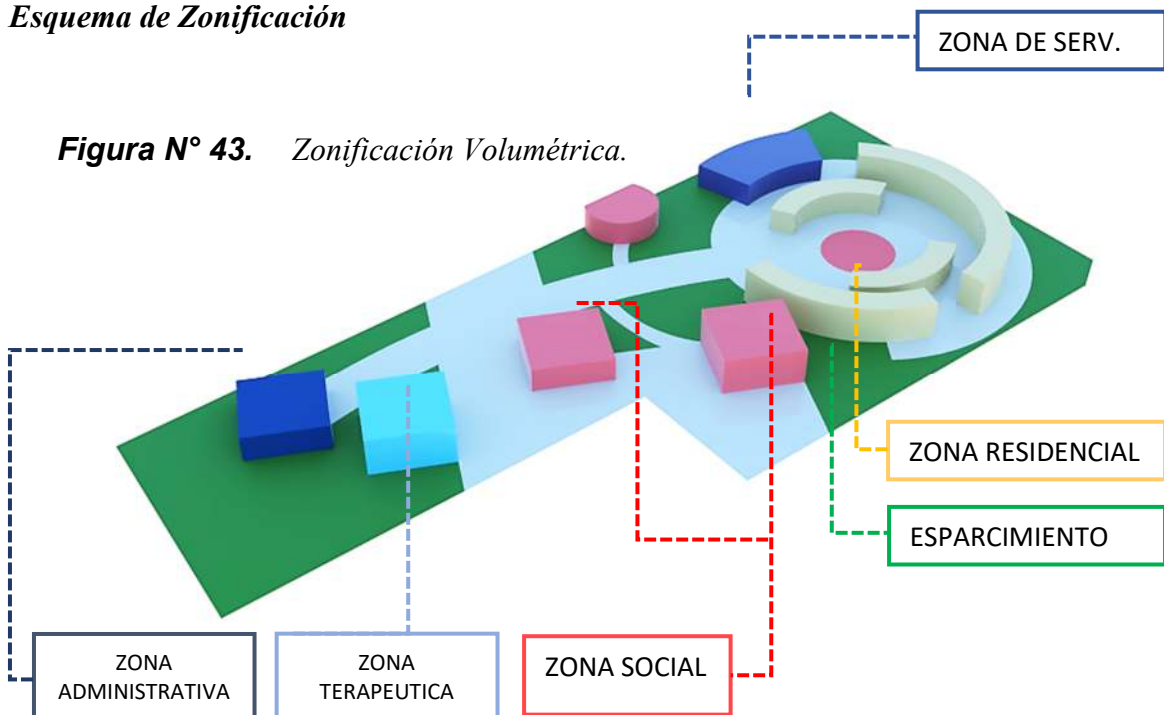 Esquema de Zonificación
ZONA DE SERV.
Figura N° 43. Zonificación Volumétrica.
ZONA RESIDENCIAL
ESPARCIMIENTO
ZONA
ADMINISTRATIVA
ZONA
TERAPEUTICA
ZONA SOCIAL